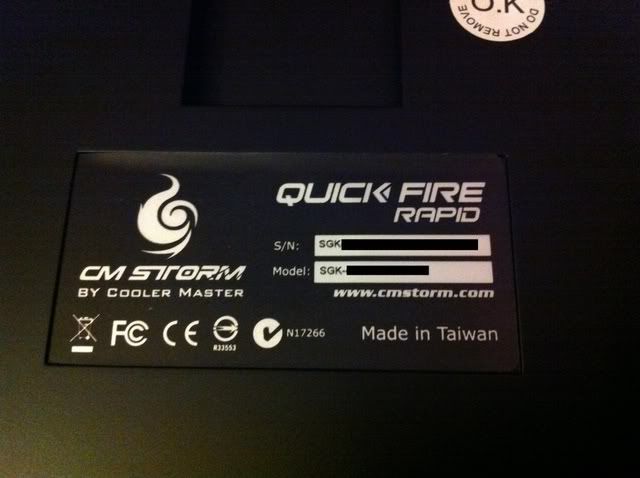 O.K
DO NOT REMOVE
QUICK FIRE
RAPID
S/N: SGK
Model: SGK-
www.cmstorm.com
CM STORM
BY COOLER MASTER
FC CE R33553 N17266 Made in Taiwan